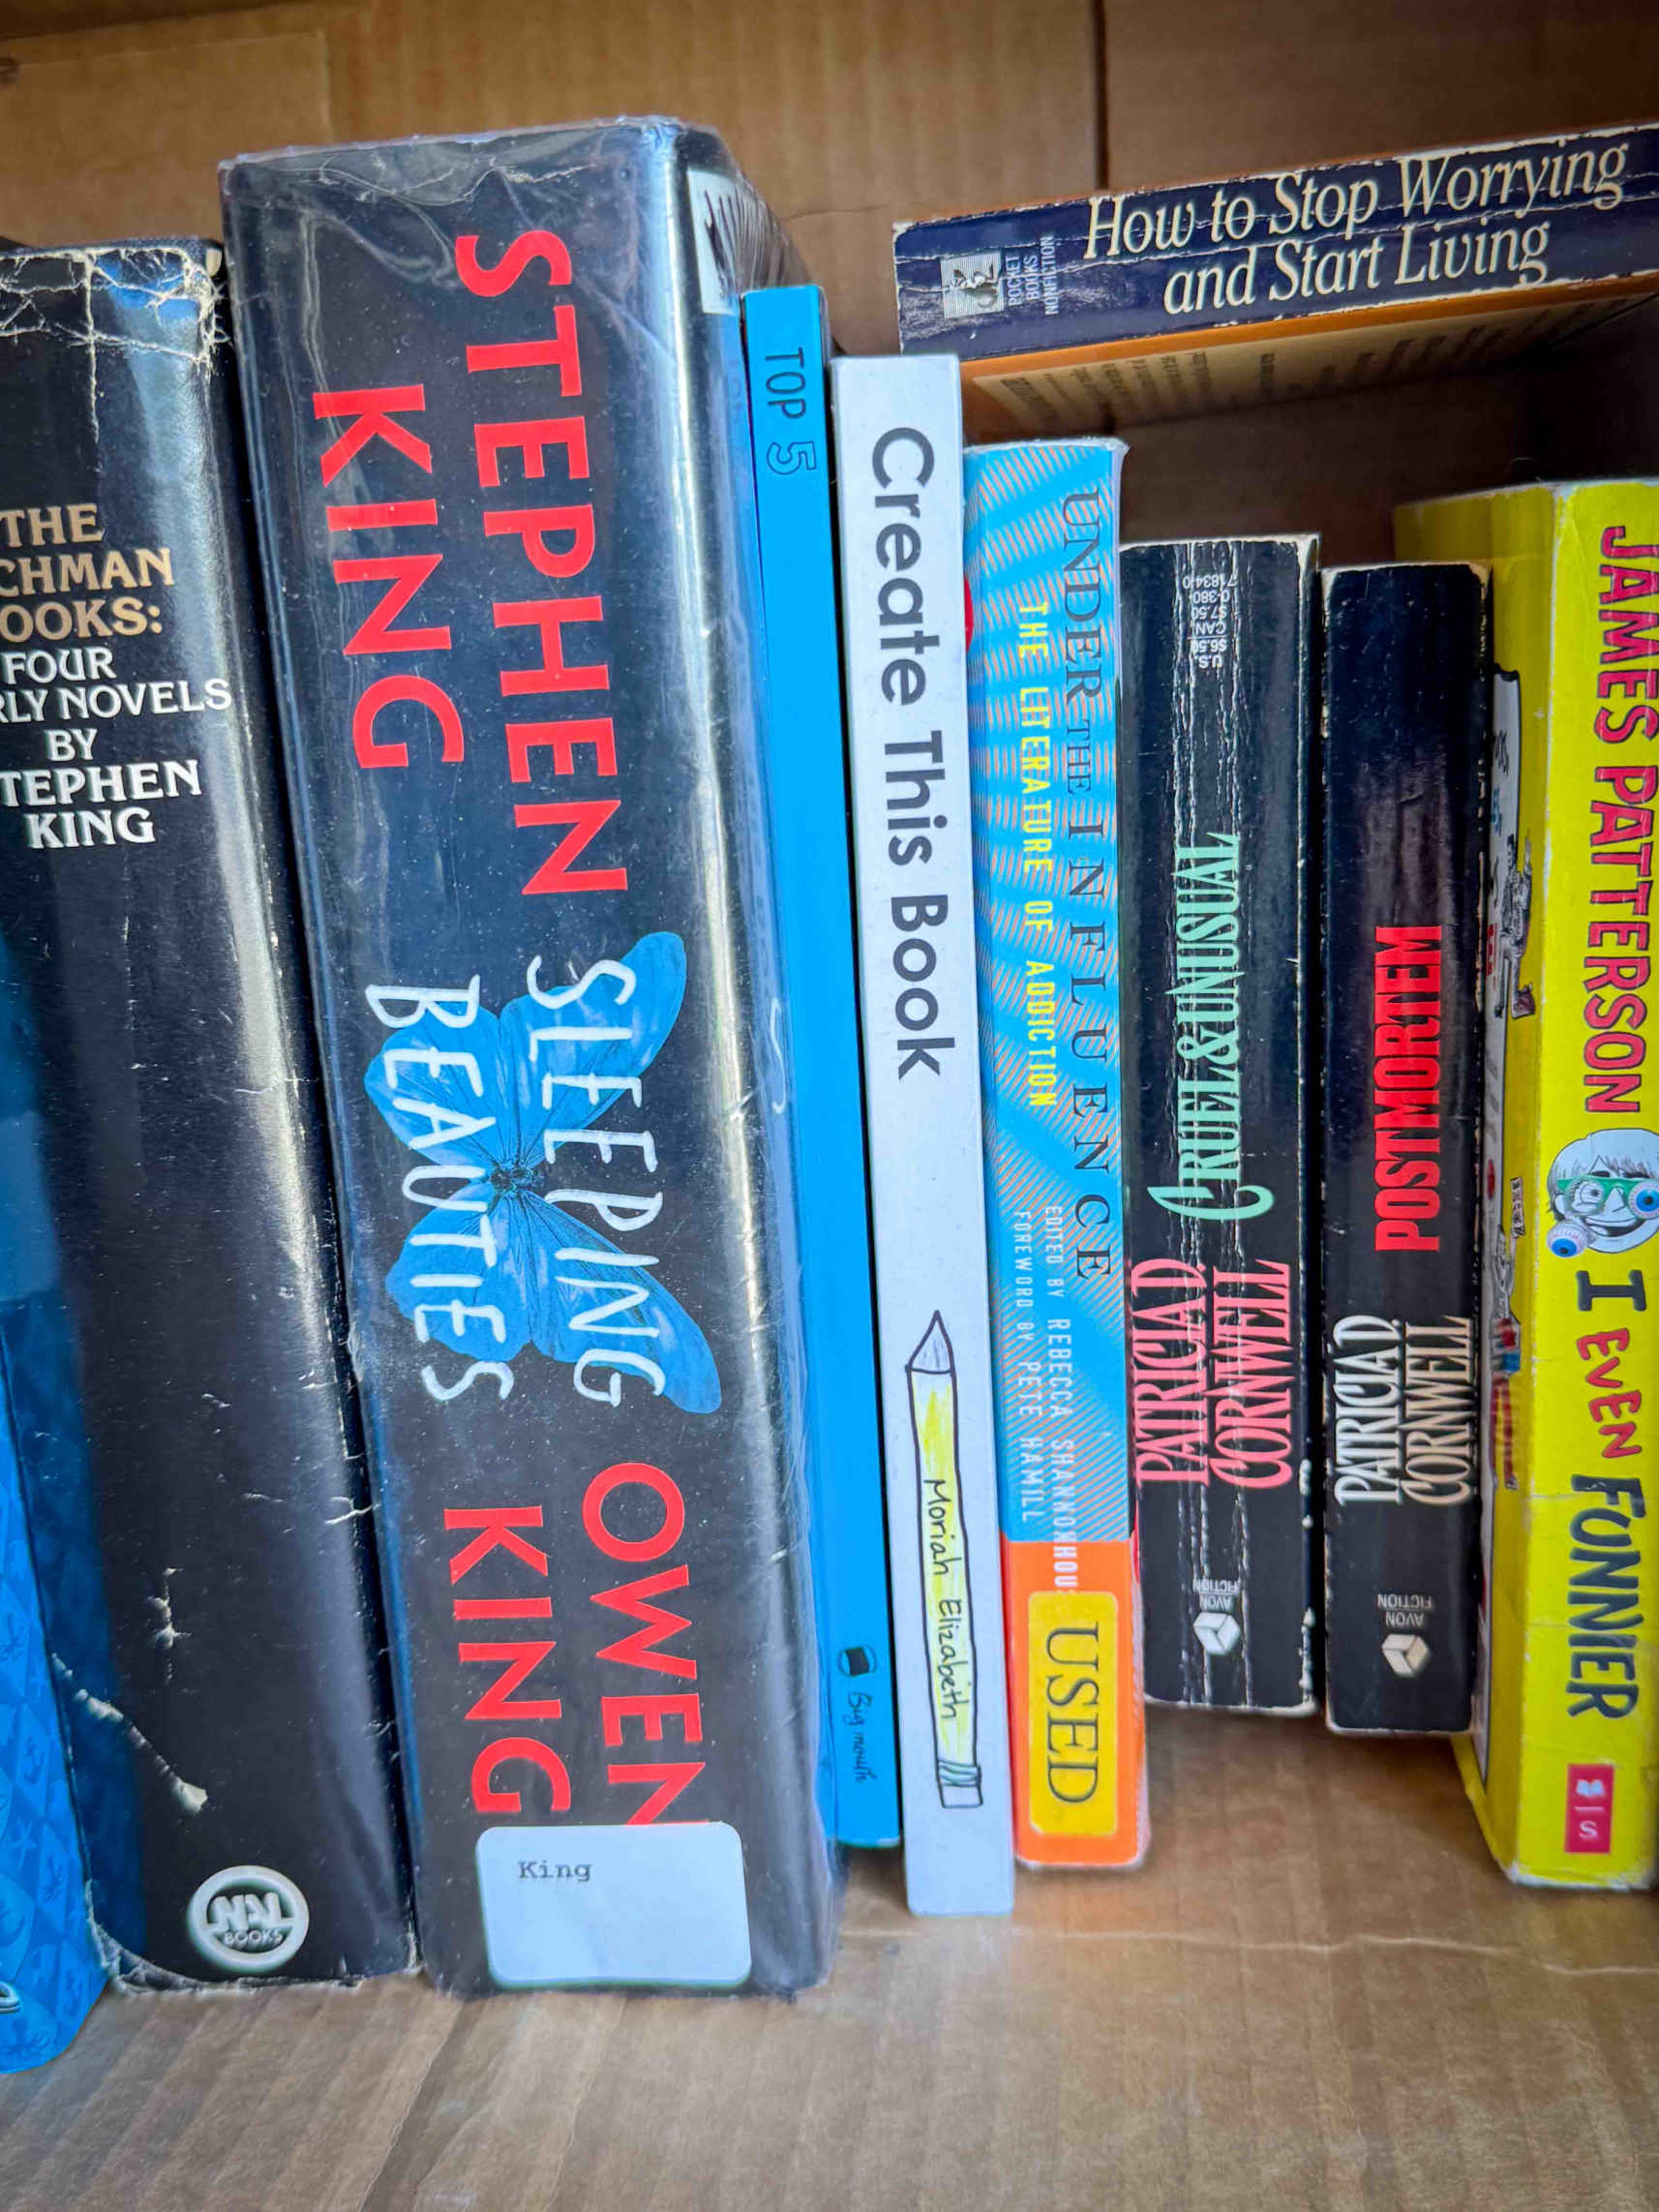 THE
CHMAN
OOKS:
FOUR
RLY NOVELS
BY
TEPHEN
KING
NAL
BOOKS
STEPHEN
KING
SLEEPING
BEAUTIES
OWEN
KING
King
TOP 5
Big mouth
Create This Book
Moriah Elizabeth
UNDER THE INFLUENCE
THE LITERATURE OF ADDICTION
EDITED BY REBECCA SHANNONHOU
FOREWORD BY PETE HAMIL
USED
How to Stop Worrying
and Start Living
POCKET
BOOKS
NONFICTION
U.S. $6.50
CAN. $7.50
0-380-
71834-0
CRUEL & UNUSUAL
PATRICIA D.
CORNWELL
AVON
FICTION
POSTMORTEM
PATRICIA D.
CORNWELL
AVON
FICTION
JAMES PATTERSON
I EVEN FUNNIER
S